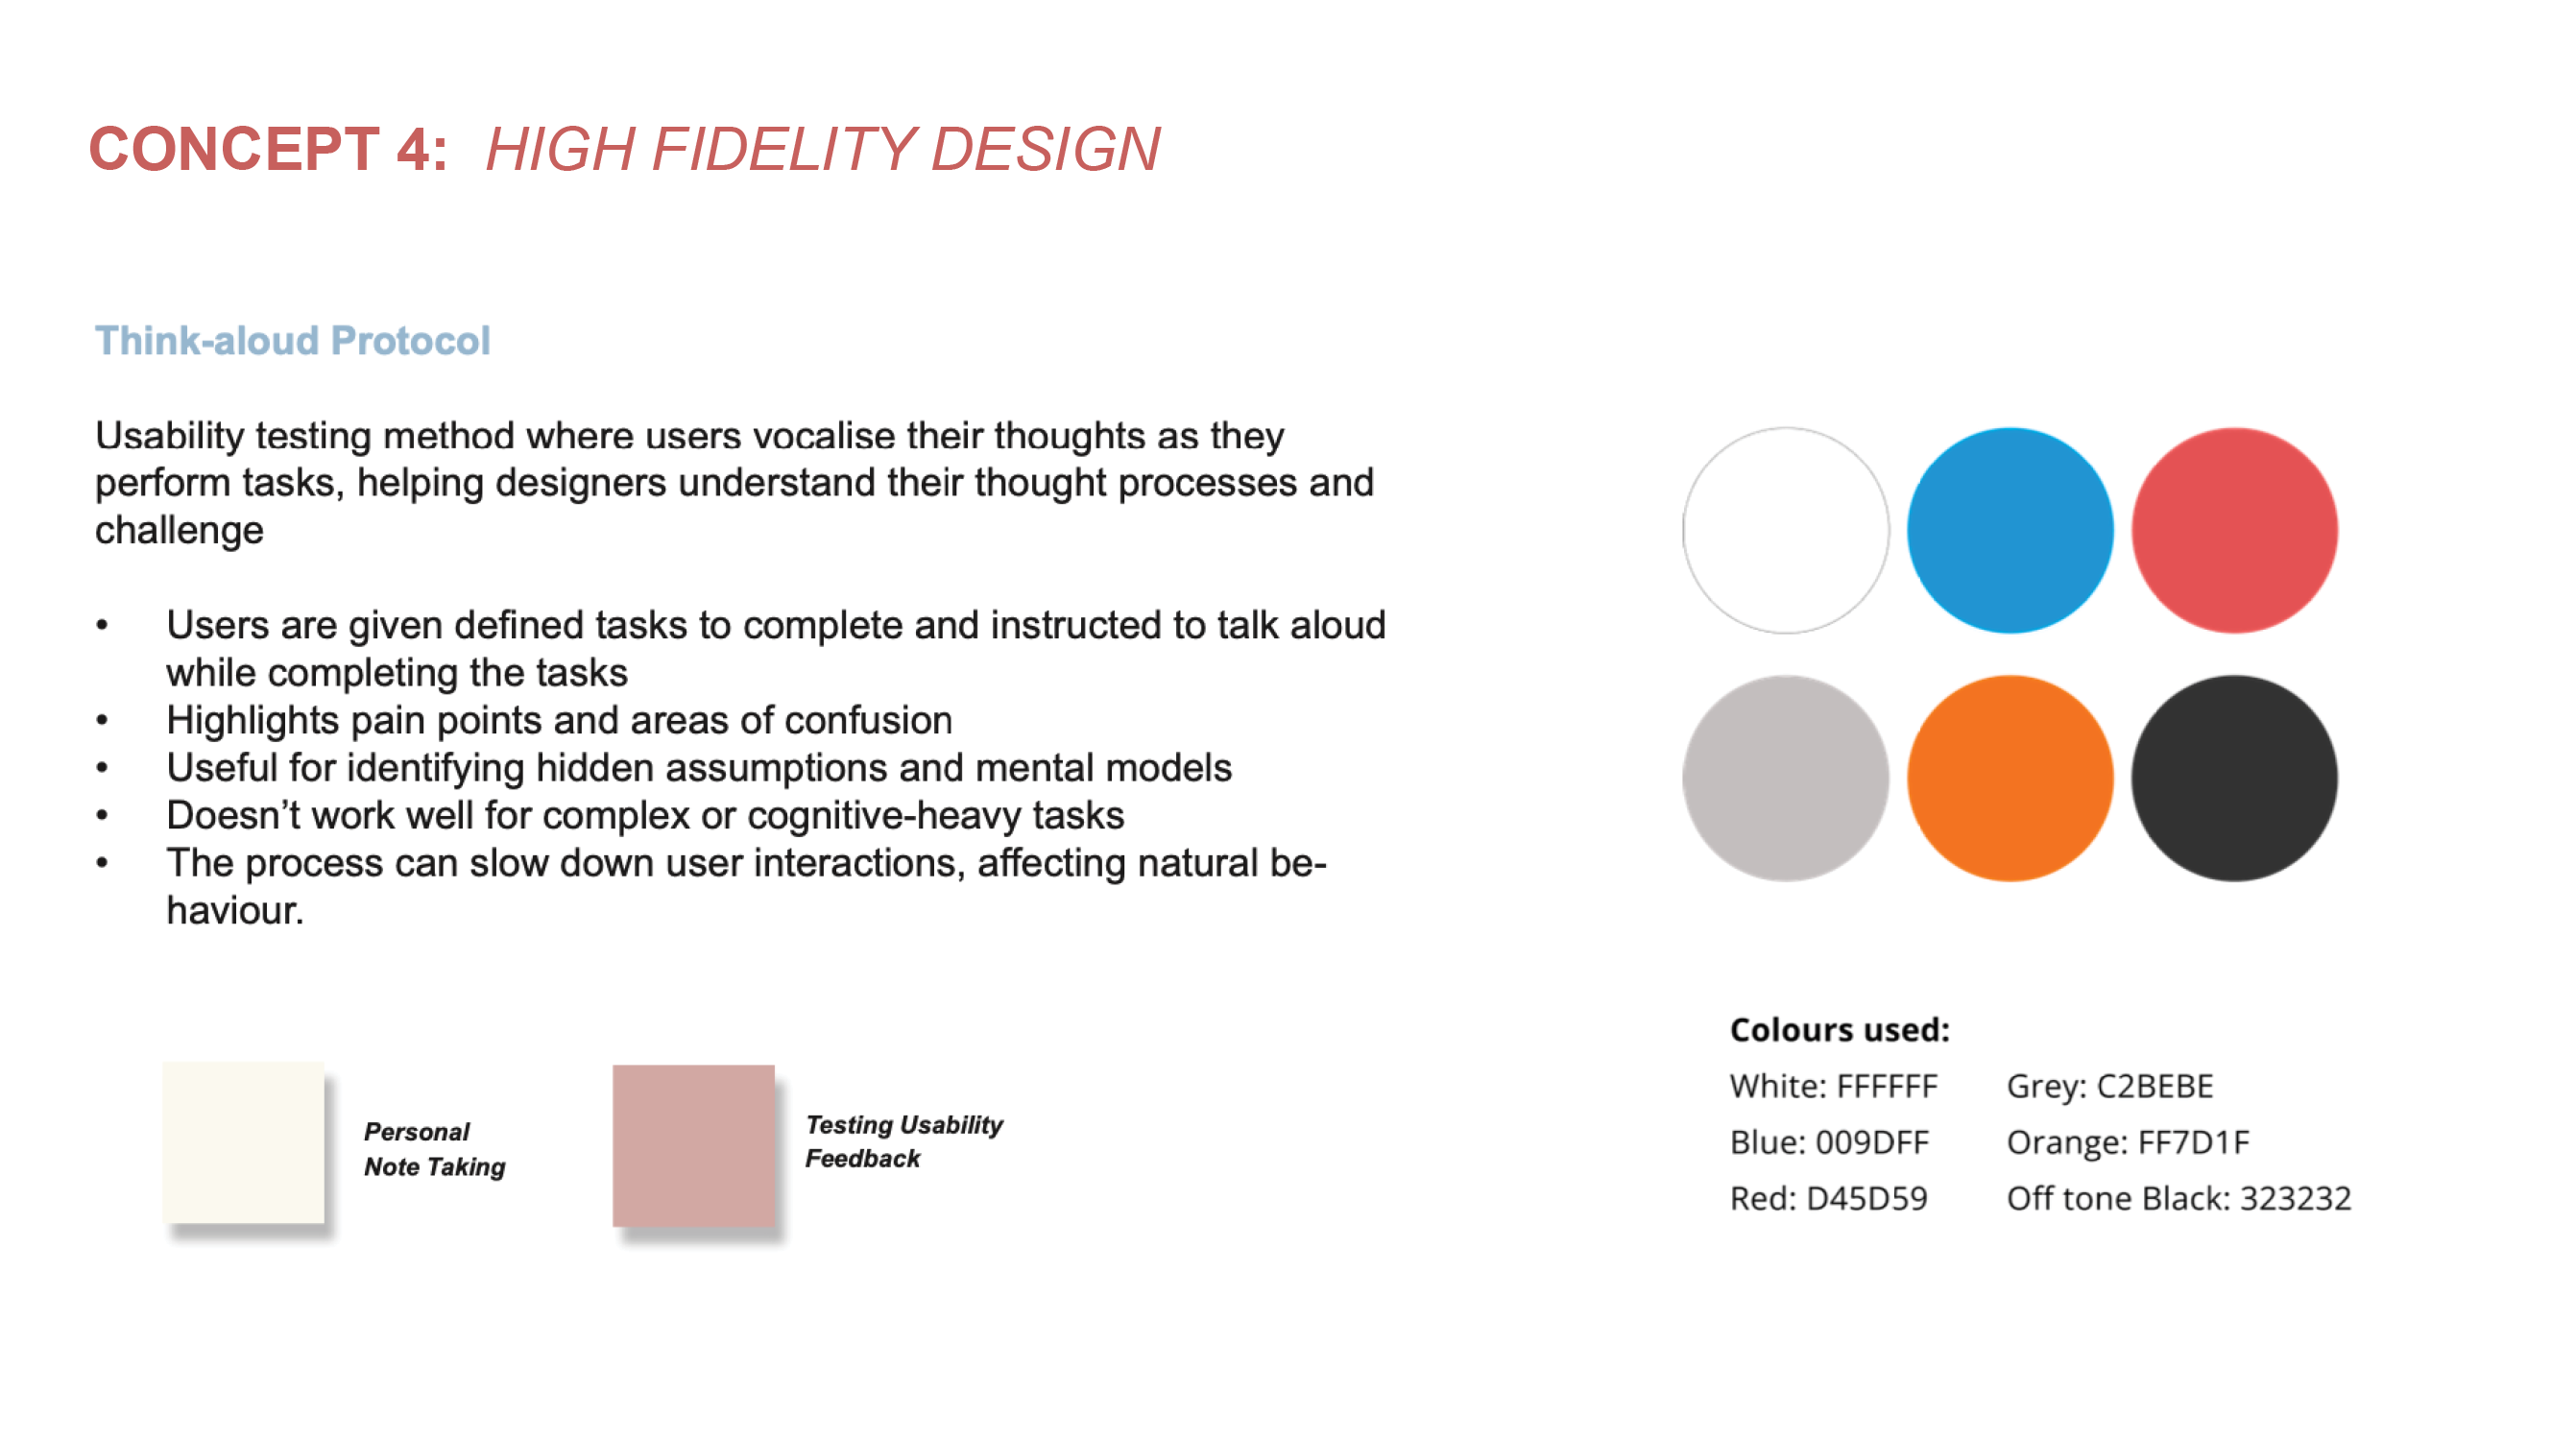 CONCEPT 4: HIGH FIDELITY DESIGN
Think-aloud Protocol
Usability testing method where users vocalise their thoughts as they
perform tasks, helping designers understand their thought processes and
challenge
• Users are given defined tasks to complete and instructed to talk aloud
while completing the tasks
• Highlights pain points and areas of confusion
• Useful for identifying hidden assumptions and mental models
• Doesn’t work well for complex or cognitive-heavy tasks
• The process can slow down user interactions, affecting natural be-
haviour.
Personal
Note Taking
Testing Usability
Feedback
Colours used:
White: FFFFFF
Blue: 009DFF
Red: D45D59
Grey: C2BEBE
Orange: FF7D1F
Off tone Black: 323232